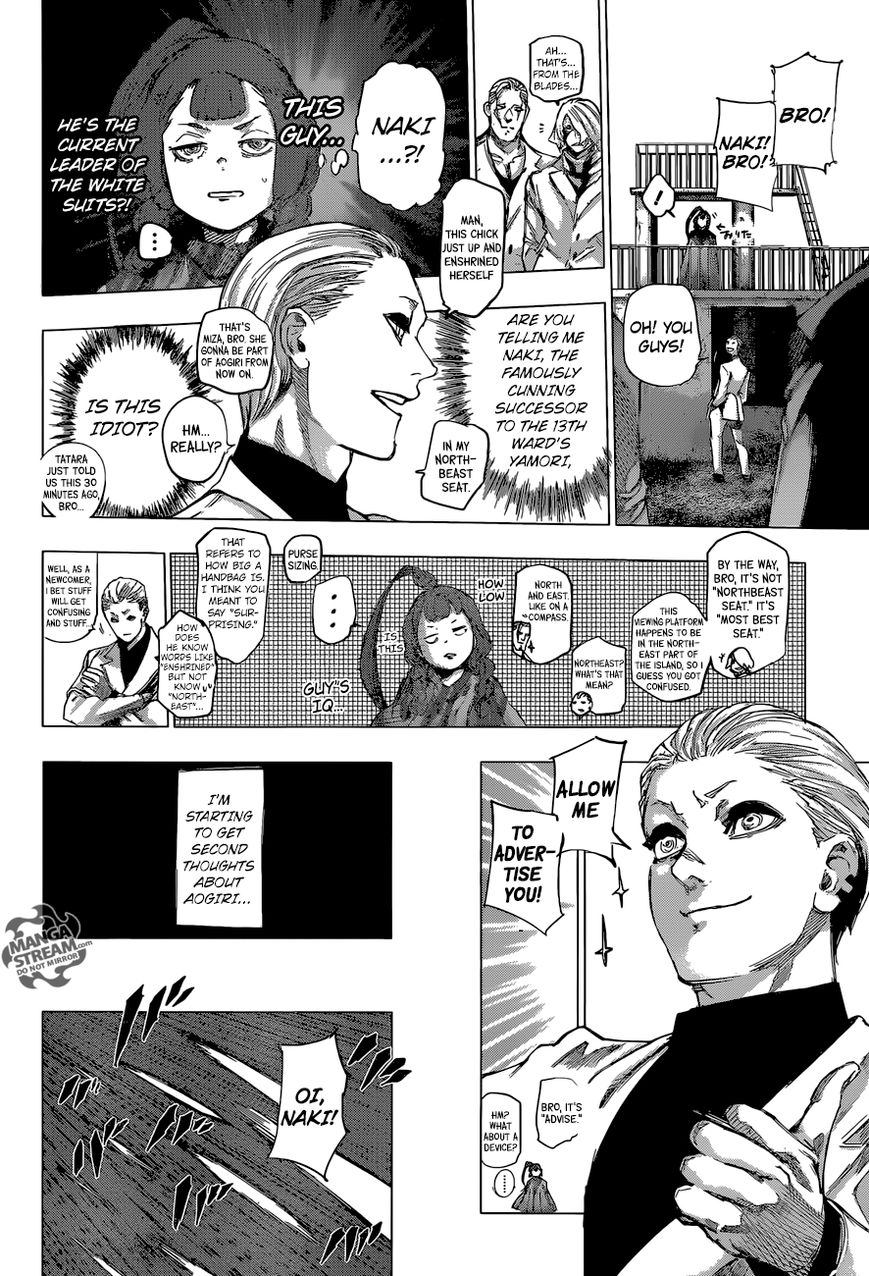 BRO!
NAKI!
BRO!
!
OH! YOU
GUYS!
AH...
THAT'S...
FROM THE
BLADES...
MAN,
THIS CHICK
JUST UP AND
ENSHRINED
HERSELF
NAKI
...?!
THIS
GUY...
HE'S THE
CURRENT
LEADER OF
THE WHITE
SUITS?!
...
ARE YOU
TELLING ME
NAKI, THE
FAMOUSLY
CUNNING
SUCCESSOR
TO THE 13TH
WARD'S
YAMORI,
IN MY
NORTH-
EAST
SEAT.
THAT'S
MIZA, BRO. SHE
GONNA BE PART
OF AOGIRI FROM
NOW ON.
HM...
REALLY?
IS THIS
IDIOT?
TATARA
JUST TOLD
US THIS 30
MINUTES AGO,
BRO...
BY THE WAY,
BRO, IT'S NOT
"NORTHBEAST
SEAT." IT'S
"MOST BEST
SEAT."
THIS
VIEWING PLATFORM
HAPPENS TO BE
IN THE NORTH-
EAST PART OF
THE ISLAND, SO I
GUESS YOU GOT
CONFUSED.
NORTHEAST?
WHAT'S THAT
MEAN?
NORTH
AND EAST.
LIKE ON A
COMPASS.
HOW
LOW
IS
THIS
GUY'S
IQ...
...
PURSE
SIZING.
THAT
REFERS TO
HOW BIG A
HANDBAG IS.
I THINK YOU
MEANT TO
SAY "SUR-
PRISING."
HOW
DOES HE
KNOW
WORDS LIKE
"ENSHRINED"
BUT NOT
KNOW
"NORTH-
EAST"...
WELL, AS A
NEWCOMER,
I BET STUFF
WILL GET
CONFUSING
AND STUFF...
ALLOW
ME
TO
ADVER-
TISE
YOU!
BRO, IT'S
"ADVISE."
HM?
WHAT
ABOUT A
DEVICE?
......
I'M
STARTING
TO GET
SECOND
THOUGHTS
ABOUT
AOGIRI...
MANGA
STREAM.com
DO NOT MIRROR
OI,
NAKI!